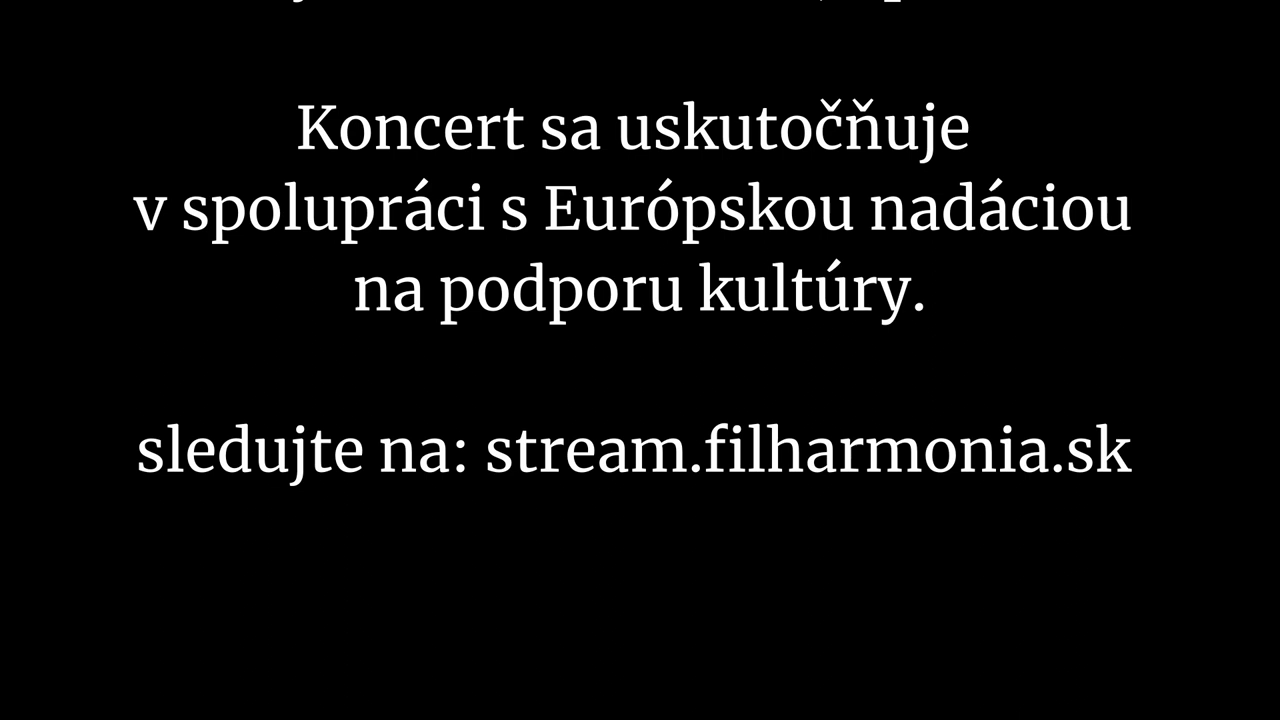 Koncert sa uskutočňuje
v spolupráci s Európskou nadáciou
na podporu kultúry.
sledujte na: stream.filharmonia.sk